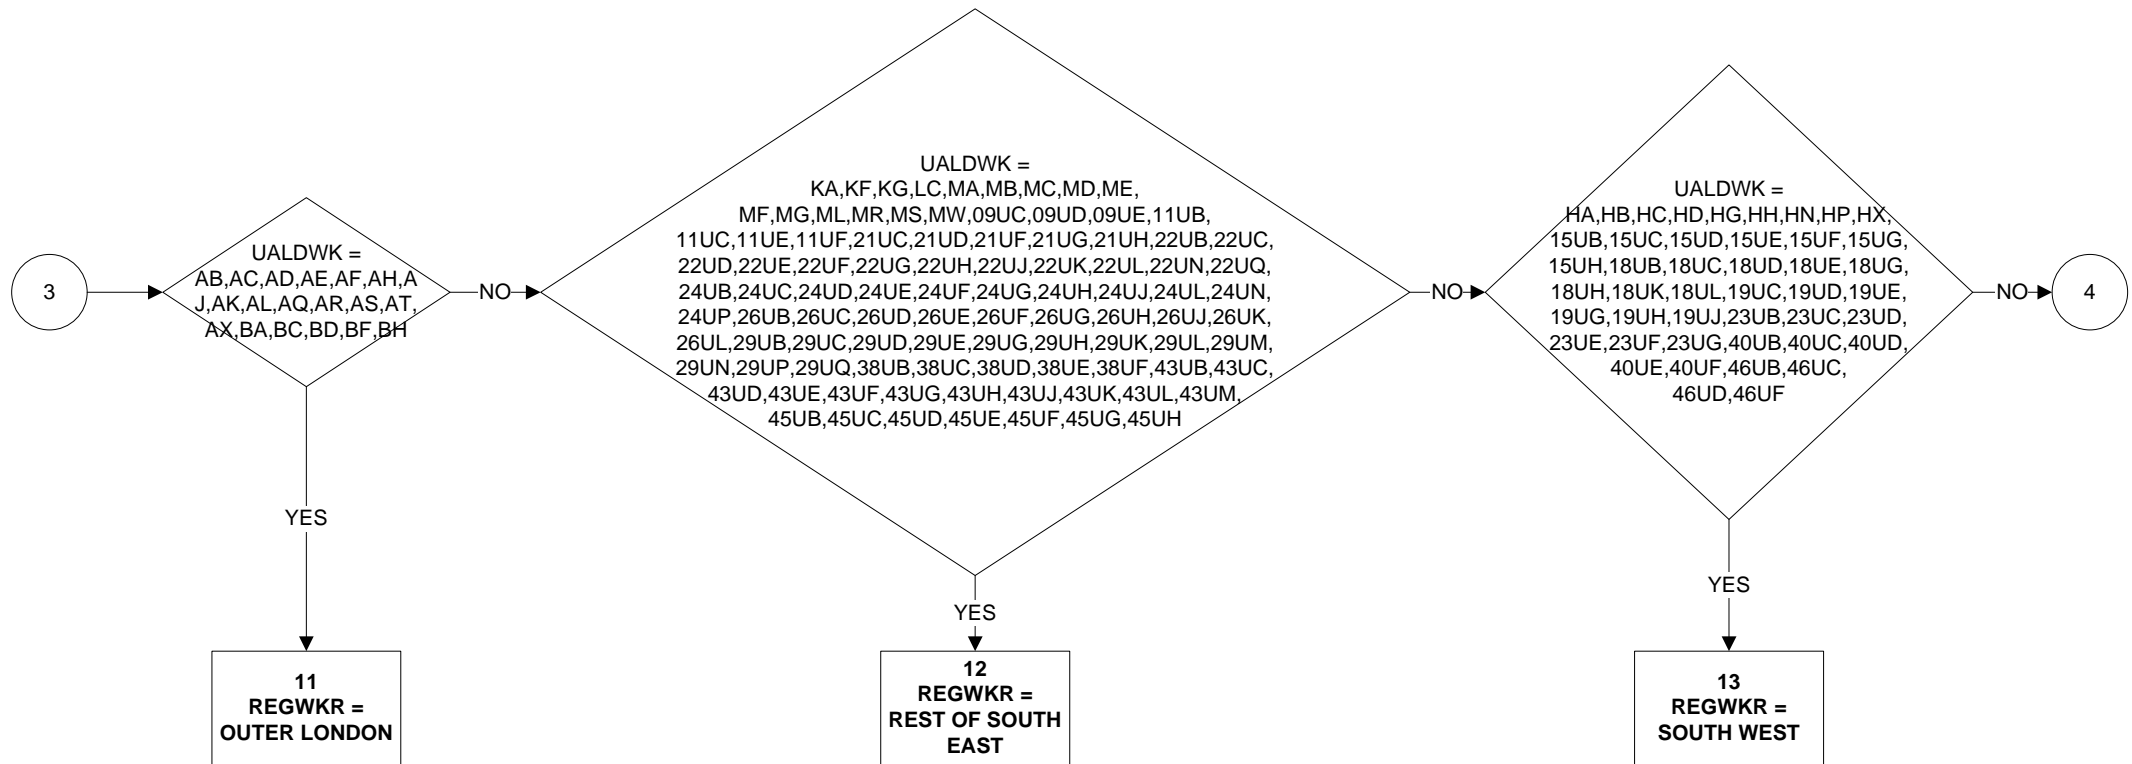 3
UALDWK =
AB,AC,AD,AE,AF,AH,A
J,AK,AL,AQ,AR,AS,AT,
AX,BA,BC,BD,BF,BH
NO
UALDWK =
KA,KF,KG,LC,MA,MB,MC,MD,ME,
MF,MG,ML,MR,MS,MW,09UC,09UD,09UE,11UB,
11UC,11UE,11UF,21UC,21UD,21UF,21UG,21UH,22UB,22UC,
22UD,22UE,22UF,22UG,22UH,22UJ,22UK,22UL,22UN,22UQ,
24UB,24UC,24UD,24UE,24UF,24UG,24UH,24UJ,24UL,24UN,
24UP,26UB,26UC,26UD,26UE,26UF,26UG,26UH,26UJ,26UK,
26UL,29UB,29UC,29UD,29UE,29UG,29UH,29UK,29UL,29UM,
29UN,29UP,29UQ,38UB,38UC,38UD,38UE,38UF,43UB,43UC,
43UD,43UE,43UF,43UG,43UH,43UJ,43UK,43UL,43UM,
45UB,45UC,45UD,45UE,45UF,45UG,45UH
NO
UALDWK =
HA,HB,HC,HD,HG,HH,HN,HP,HX,
15UB,15UC,15UD,15UE,15UF,15UG,
15UH,18UB,18UC,18UD,18UE,18UG,
18UH,18UK,18UL,19UC,19UD,19UE,
19UG,19UH,19UJ,23UB,23UC,23UD,
23UE,23UF,23UG,40UB,40UC,40UD,
40UE,40UF,46UB,46UC,
46UD,46UF
NO
4
YES
YES
YES
11
REGWKR =
OUTER LONDON
12
REGWKR =
REST OF SOUTH
EAST
13
REGWKR =
SOUTH WEST